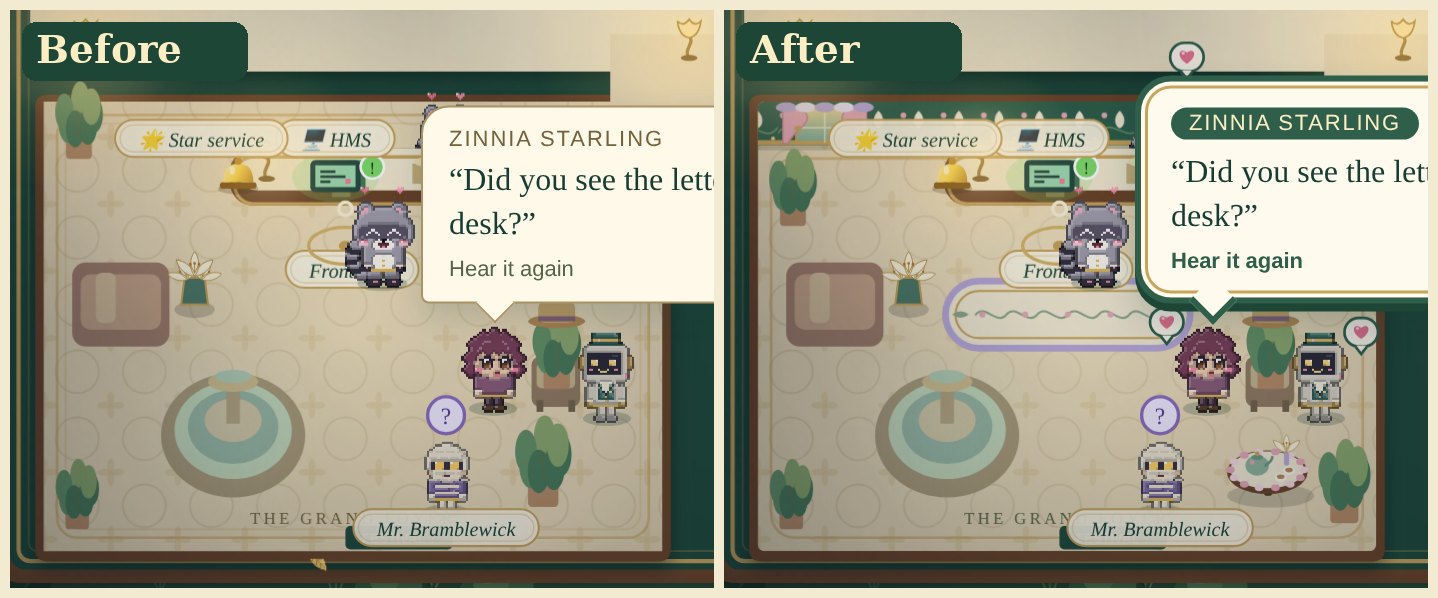 Before
Star service
HMS
!
ZINNIA STARLING
“Did you see the lett
desk?”
Hear it again
Fron
?
THE GRAN
Mr. Bramblewick
After
Star service
HMS
!
ZINNIA STARLING
“Did you see the lett
desk?”
Hear it again
Fron
?
THE GRAN
Mr. Bramblewick